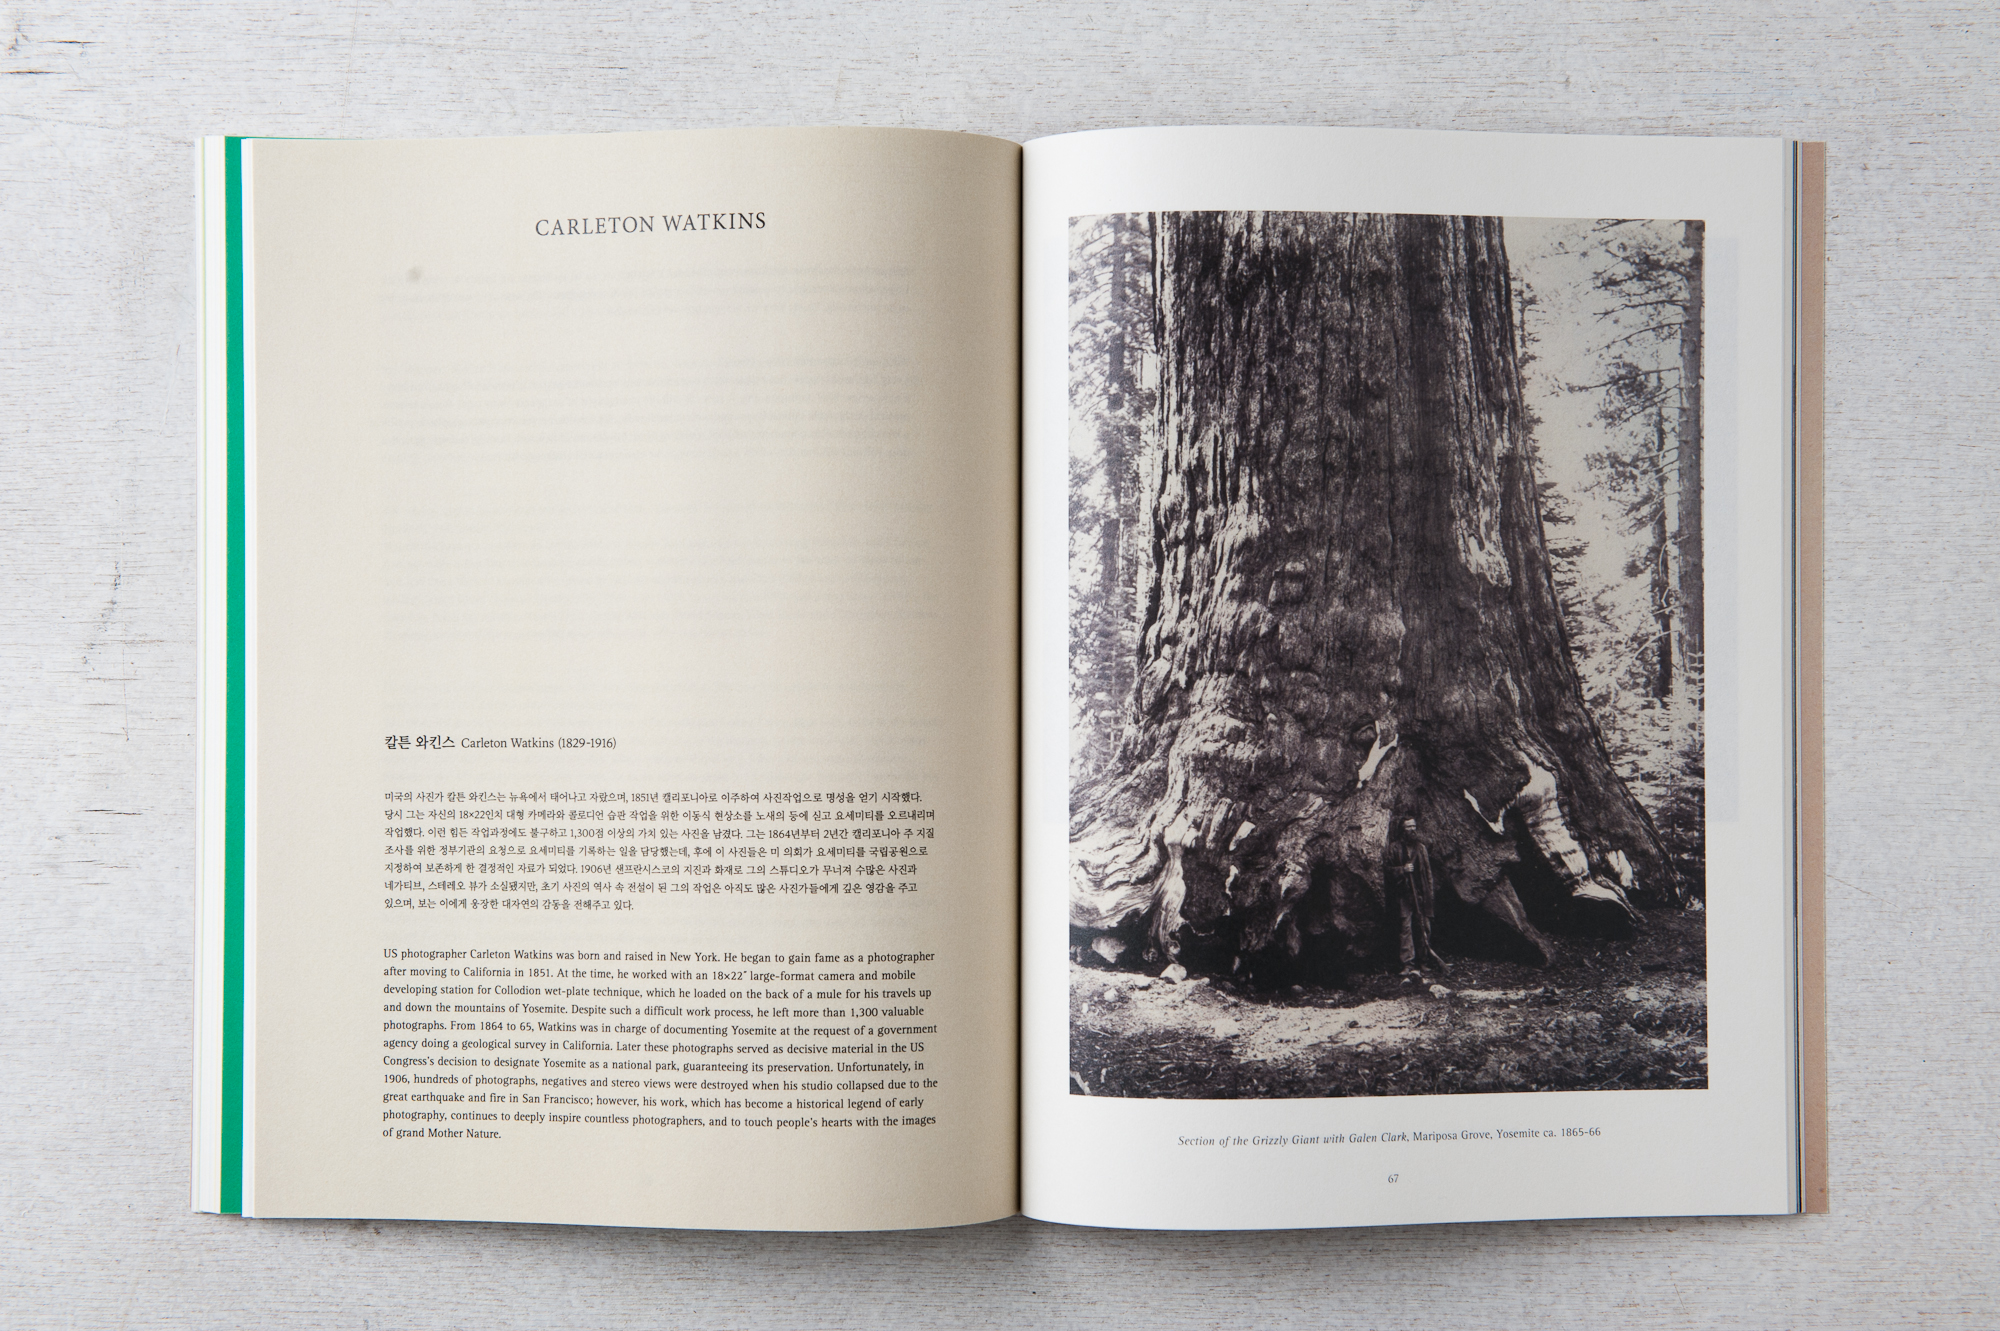 CARLETON WATKINS
칼튼 와킨스 Carleton Watkins (1829-1916)
미국의 사진가 칼튼 와킨스는 뉴욕에서 태어나고 자랐으며, 1851년 캘리포니아로 이주하여 사진작업으로 명성을 얻기 시작했다.
당시 그는 자신의 18×22인치 대형 카메라와 콜로디언 습판 작업을 위한 이동식 현상소를 노새의 등에 싣고 요세미티를 오르내리며
작업했다. 이런 힘든 작업과정에도 불구하고 1,300점 이상의 가치 있는 사진을 남겼다. 그는 1864년부터 2년간 캘리포니아 주 지질
조사를 위한 정부기관의 요청으로 요세미티를 기록하는 일을 담당했는데, 후에 이 사진들은 미 의회가 요세미티를 국립공원으로
지정하여 보존하게 한 결정적인 자료가 되었다. 1906년 샌프란시스코의 지진과 화재로 그의 스튜디오가 무너져 수많은 사진과
네가티브, 스테레오 뷰가 소실됐지만, 초기 사진의 역사 속 전설이 된 그의 작업은 아직도 많은 사진가들에게 깊은 영감을 주고
있으며, 보는 이에게 웅장한 대자연의 감동을 전해주고 있다.
US photographer Carleton Watkins was born and raised in New York. He began to gain fame as a photographer
after moving to California in 1851. At the time, he worked with an 18×22″ large-format camera and mobile
developing station for Collodion wet-plate technique, which he loaded on the back of a mule for his travels up
and down the mountains of Yosemite. Despite such a difficult work process, he left more than 1,300 valuable
photographs. From 1864 to 65, Watkins was in charge of documenting Yosemite at the request of a government
agency doing a geological survey in California. Later these photographs served as decisive material in the US
Congress's decision to designate Yosemite as a national park, guaranteeing its preservation. Unfortunately, in
1906, hundreds of photographs, negatives and stereo views were destroyed when his studio collapsed due to the
great earthquake and fire in San Francisco; however, his work, which has become a historical legend of early
photography, continues to deeply inspire countless photographers, and to touch people's hearts with the images
of grand Mother Nature.
Section of the Grizzly Giant with Galen Clark, Mariposa Grove, Yosemite ca. 1865-66
67